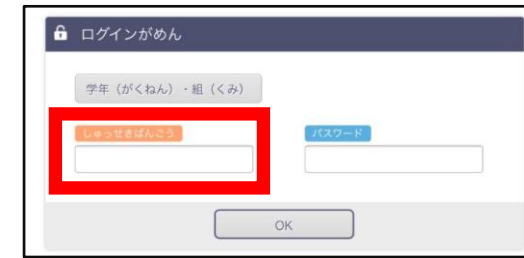 ログインがめん
学年（がくねん）・組（くみ）
しゅっせきばんごう
パスワード
OK